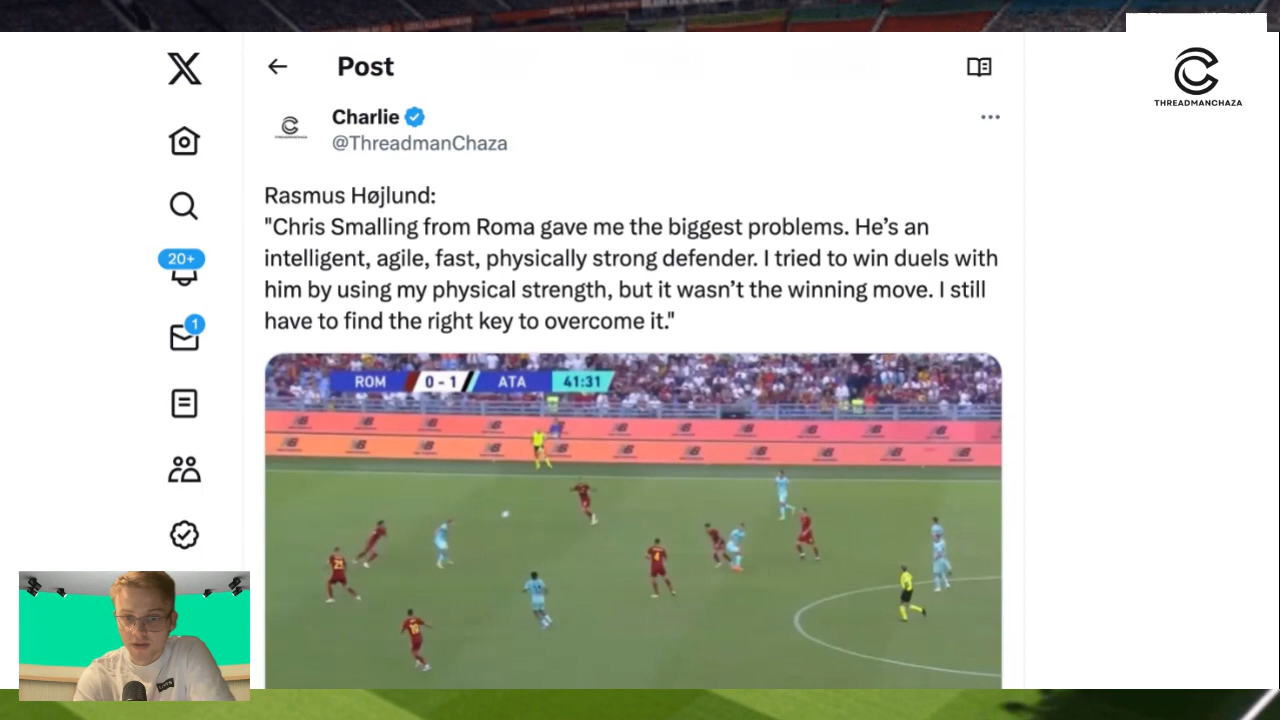 Post
THREADMANCHAZA
Charlie
@ThreadmanChaza
Rasmus Højlund:
"Chris Smalling from Roma gave me the biggest problems. He’s an
intelligent, agile, fast, physically strong defender. I tried to win duels with
him by using my physical strength, but it wasn’t the winning move. I still
have to find the right key to overcome it."
20+
1
ROM 0 - 1 ATA 41:31
4